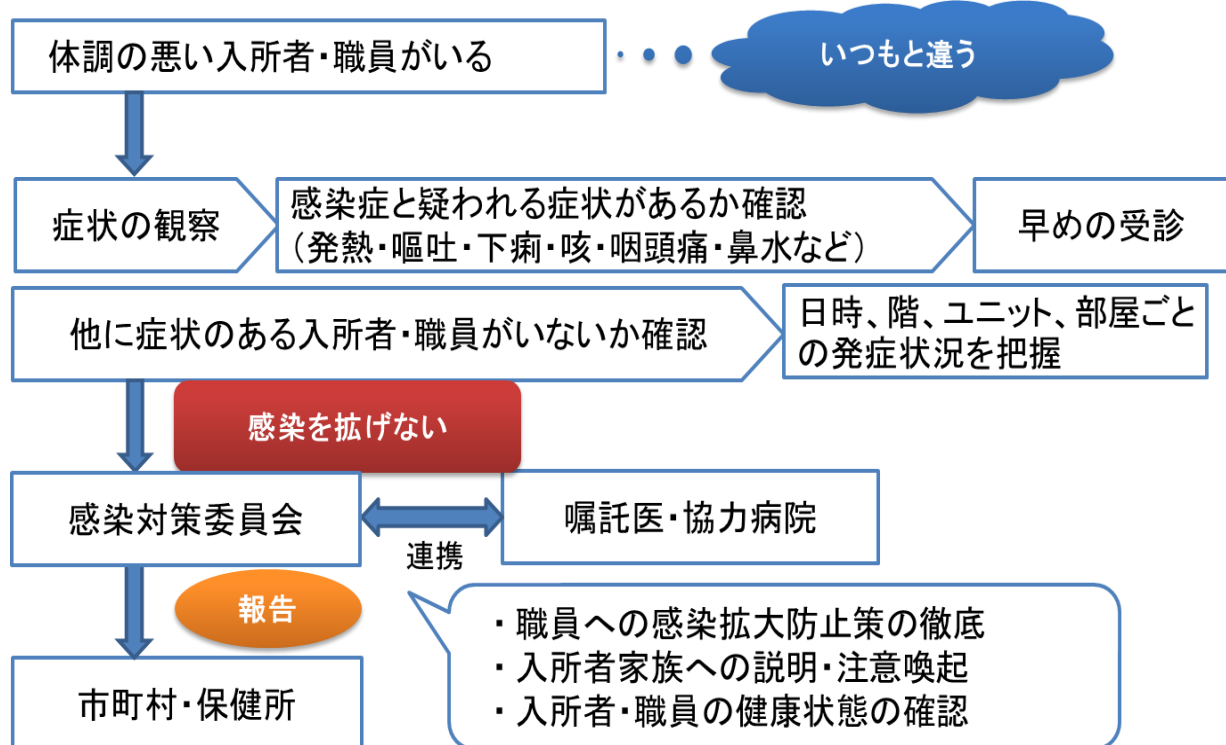 体調の悪い入所者・職員がいる
いつもと違う
症状の観察
感染症と疑われる症状があるか確認
(発熱・嘔吐・下痢・咳・咽頭痛・鼻水など)
早めの受診
他に症状のある入所者・職員がいないか確認
日時、階、ユニット、部屋ごと
の発症状況を把握
感染を拡げない
感染対策委員会
連携
嘱託医・協力病院
報告
・職員への感染拡大防止策の徹底
・入所者家族への説明・注意喚起
・入所者・職員の健康状態の確認
市町村・保健所